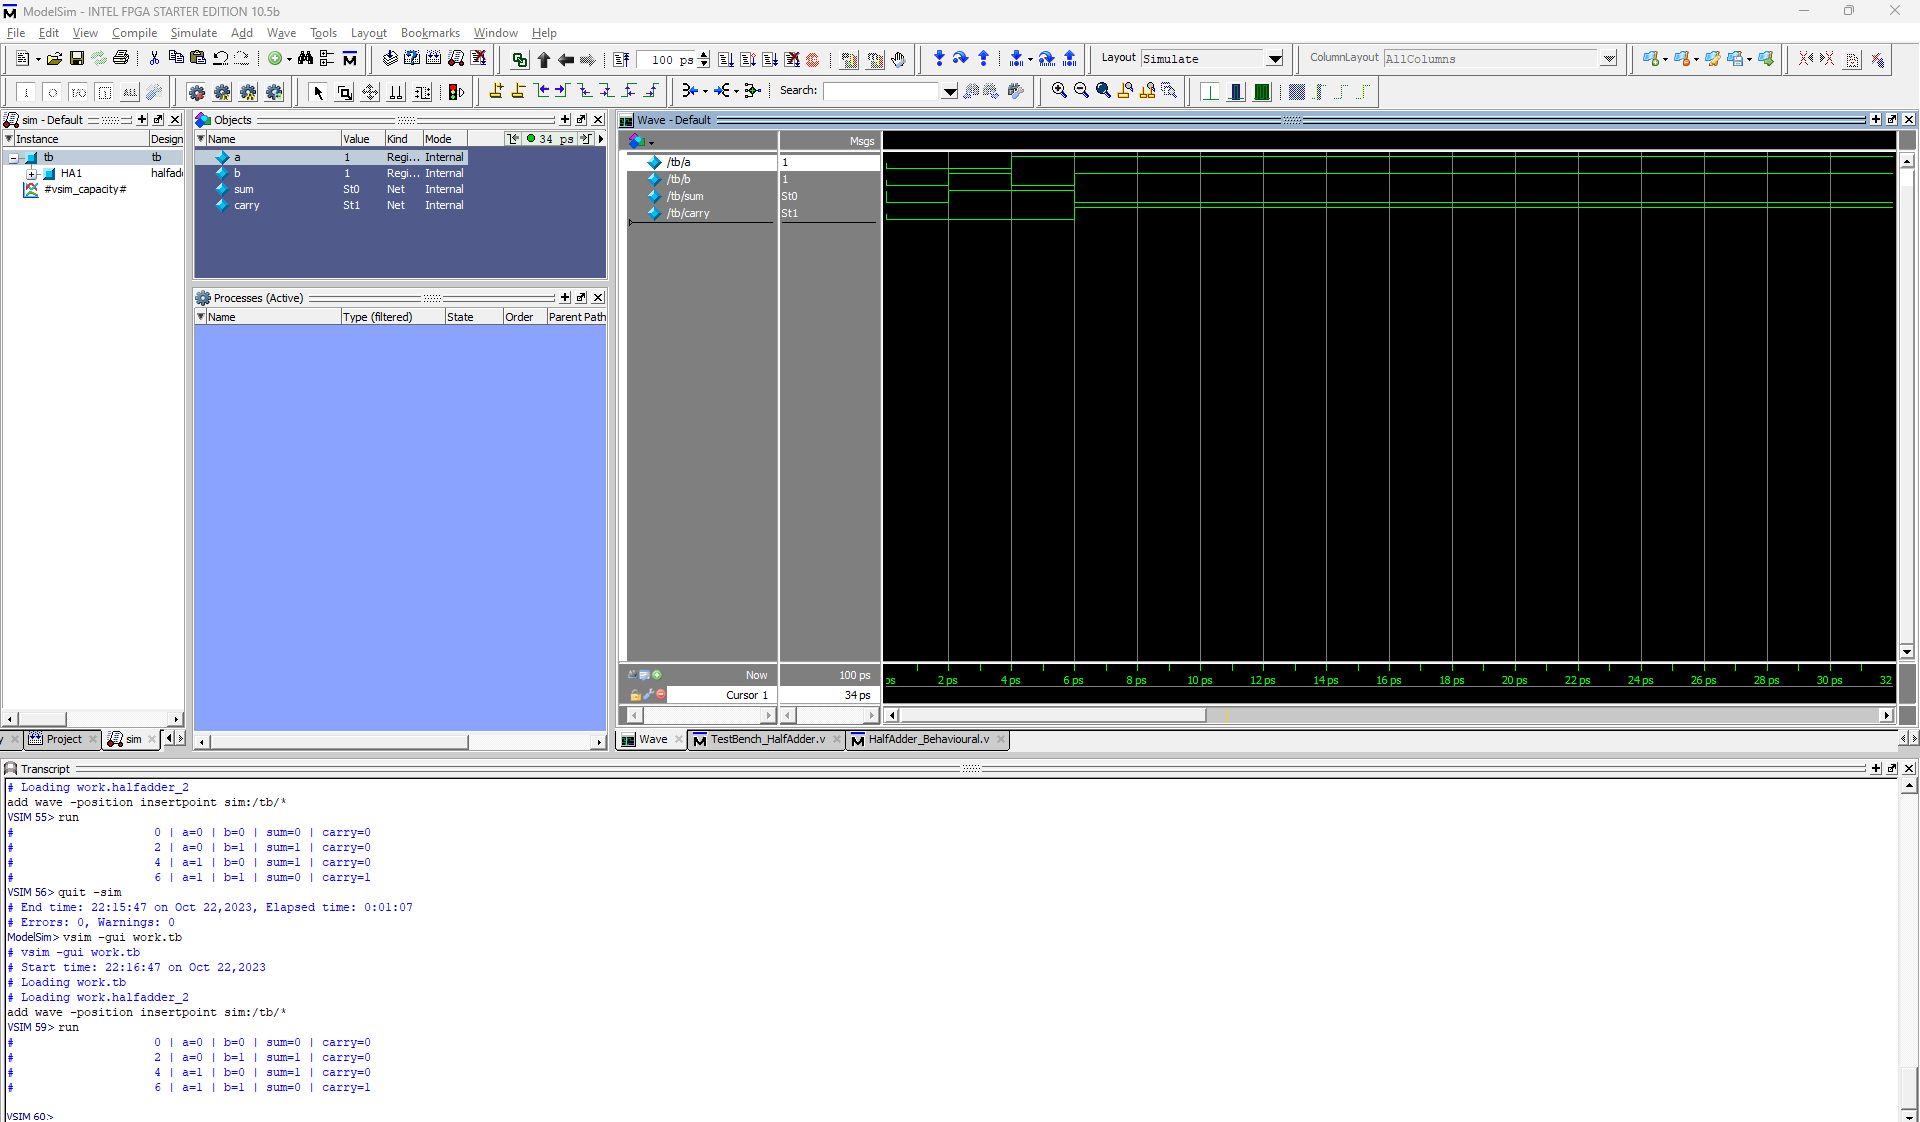 ModelSim - INTEL FPGA STARTER EDITION 10.5b
File Edit View Compile Simulate Add Wave Tools Layout Bookmarks Window Help
100 ps
Layout Simulate
ColumnLayout AllColumns
ALL
Search:
sim - Default
Instance Design
tb tb
HA1 halfad
#vsim_capacity#
Project
sim
Objects
Name Value Kind Mode 34 ps
a 1 Regi... Internal
b 1 Regi... Internal
sum St0 Net Internal
carry St1 Net Internal
Processes (Active)
Name Type (filtered) State Order Parent Path
Wave - Default
Msgs
/tb/a 1
/tb/b 1
/tb/sum St0
/tb/carry St1
Now 100 ps
Cursor 1 34 ps
ps 2 ps 4 ps 6 ps 8 ps 10 ps 12 ps 14 ps 16 ps 18 ps 20 ps 22 ps 24 ps 26 ps 28 ps 30 ps 32
Wave TestBench_HalfAdder.v HalfAdder_Behavioural.v
Transcript
# Loading work.halfadder_2
add wave -position insertpoint sim:/tb/*
VSIM 55> run
# 0 | a=0 | b=0 | sum=0 | carry=0
# 2 | a=0 | b=1 | sum=1 | carry=0
# 4 | a=1 | b=0 | sum=1 | carry=0
# 6 | a=1 | b=1 | sum=0 | carry=1
VSIM 56> quit -sim
# End time: 22:15:47 on Oct 22,2023, Elapsed time: 0:01:07
# Errors: 0, Warnings: 0
ModelSim> vsim -gui work.tb
# vsim -gui work.tb
# Start time: 22:16:47 on Oct 22,2023
# Loading work.tb
# Loading work.halfadder_2
add wave -position insertpoint sim:/tb/*
VSIM 59> run
# 0 | a=0 | b=0 | sum=0 | carry=0
# 2 | a=0 | b=1 | sum=1 | carry=0
# 4 | a=1 | b=0 | sum=1 | carry=0
# 6 | a=1 | b=1 | sum=0 | carry=1
VSIM 60>